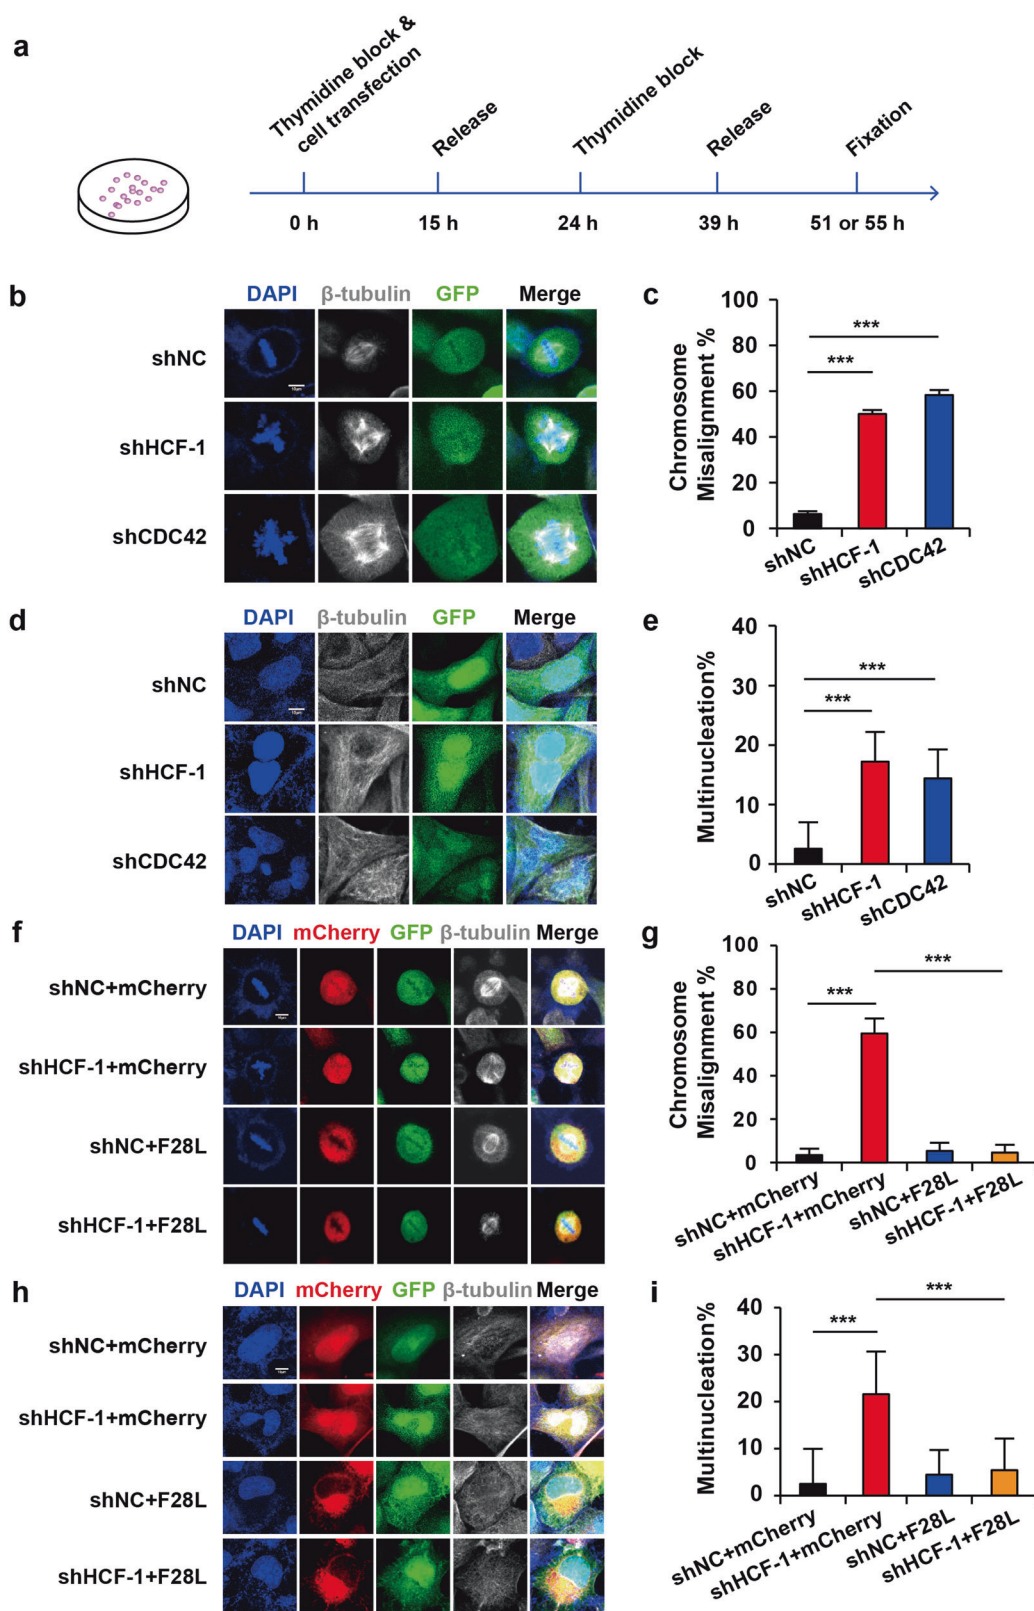 a
Thymidine block &
cell transfection
Release
Thymidine block
Release
Fixation
0 h
15 h
24 h
39 h
51 or 55 h
b
DAPI β-tubulin GFP Merge
shNC
shHCF-1
shCDC42
10μm
c
Chromosome
Misalignment %
100
80
60
40
20
0
***
***
shNC
shHCF-1
shCDC42
d
DAPI β-tubulin GFP Merge
shNC
shHCF-1
shCDC42
10μm
e
Multinucleation%
40
30
20
10
0
***
***
shNC
shHCF-1
shCDC42
f
DAPI mCherry GFP β-tubulin Merge
shNC+mCherry
shHCF-1+mCherry
shNC+F28L
shHCF-1+F28L
10μm
g
Chromosome
Misalignment %
100
80
60
40
20
0
***
***
shNC+mCherry
shHCF-1+mCherry
shNC+F28L
shHCF-1+F28L
h
DAPI mCherry GFP β-tubulin Merge
shNC+mCherry
shHCF-1+mCherry
shNC+F28L
shHCF-1+F28L
10μm
i
Multinucleation%
40
30
20
10
0
***
***
shNC+mCherry
shHCF-1+mCherry
shNC+F28L
shHCF-1+F28L